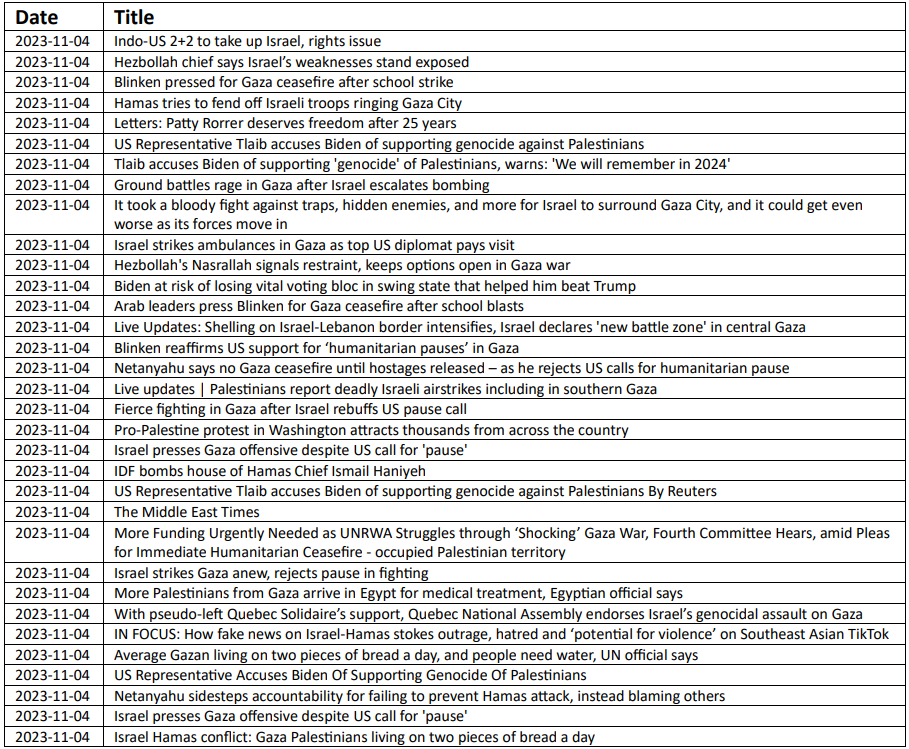 Date Title
2023-11-04 Indo-US 2+2 to take up Israel, rights issue
2023-11-04 Hezbollah chief says Israel’s weaknesses stand exposed
2023-11-04 Blinken pressed for Gaza ceasefire after school strike
2023-11-04 Hamas tries to fend off Israeli troops ringing Gaza City
2023-11-04 Letters: Patty Rorrer deserves freedom after 25 years
2023-11-04 US Representative Tlaib accuses Biden of supporting genocide against Palestinians
2023-11-04 Tlaib accuses Biden of supporting 'genocide' of Palestinians, warns: 'We will remember in 2024'
2023-11-04 Ground battles rage in Gaza after Israel escalates bombing
2023-11-04 It took a bloody fight against traps, hidden enemies, and more for Israel to surround Gaza City, and it could get even
worse as its forces move in
2023-11-04 Israel strikes ambulances in Gaza as top US diplomat pays visit
2023-11-04 Hezbollah's Nasrallah signals restraint, keeps options open in Gaza war
2023-11-04 Biden at risk of losing vital voting bloc in swing state that helped him beat Trump
2023-11-04 Arab leaders press Blinken for Gaza ceasefire after school blasts
2023-11-04 Live Updates: Shelling on Israel-Lebanon border intensifies, Israel declares 'new battle zone' in central Gaza
2023-11-04 Blinken reaffirms US support for ‘humanitarian pauses’ in Gaza
2023-11-04 Netanyahu says no Gaza ceasefire until hostages released – as he rejects US calls for humanitarian pause
2023-11-04 Live updates | Palestinians report deadly Israeli airstrikes including in southern Gaza
2023-11-04 Fierce fighting in Gaza after Israel rebuffs US pause call
2023-11-04 Pro-Palestine protest in Washington attracts thousands from across the country
2023-11-04 Israel presses Gaza offensive despite US call for 'pause'
2023-11-04 IDF bombs house of Hamas Chief Ismail Haniyeh
2023-11-04 US Representative Tlaib accuses Biden of supporting genocide against Palestinians By Reuters
2023-11-04 The Middle East Times
2023-11-04 More Funding Urgently Needed as UNRWA Struggles through ‘Shocking’ Gaza War, Fourth Committee Hears, amid Pleas
for Immediate Humanitarian Ceasefire - occupied Palestinian territory
2023-11-04 Israel strikes Gaza anew, rejects pause in fighting
2023-11-04 More Palestinians from Gaza arrive in Egypt for medical treatment, Egyptian official says
2023-11-04 With pseudo-left Quebec Solidaire’s support, Quebec National Assembly endorses Israel’s genocidal assault on Gaza
2023-11-04 IN FOCUS: How fake news on Israel-Hamas stokes outrage, hatred and ‘potential for violence’ on Southeast Asian TikTok
2023-11-04 Average Gazan living on two pieces of bread a day, and people need water, UN official says
2023-11-04 US Representative Accuses Biden Of Supporting Genocide Of Palestinians
2023-11-04 Netanyahu sidesteps accountability for failing to prevent Hamas attack, instead blaming others
2023-11-04 Israel presses Gaza offensive despite US call for 'pause'
2023-11-04 Israel Hamas conflict: Gaza Palestinians living on two pieces of bread a day